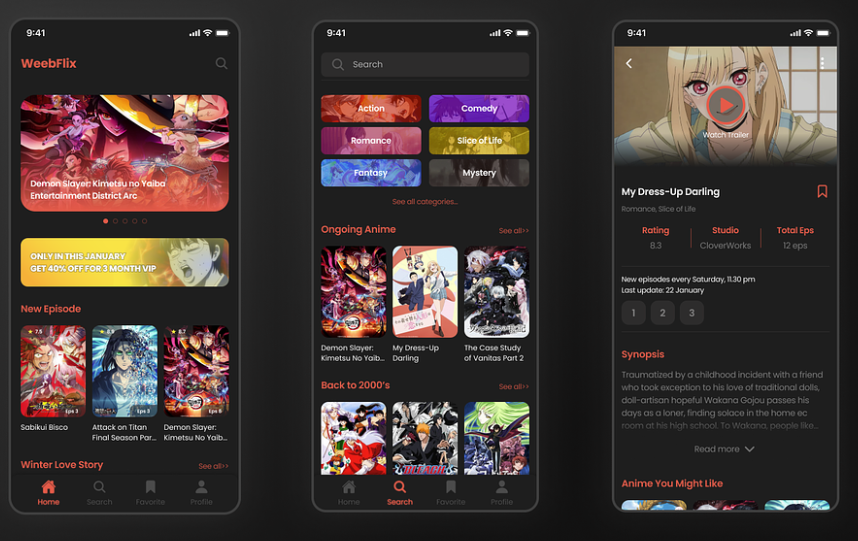 9:41
WeebFlix
Demon Slayer: Kimetsu no Yaiba
Entertainment District Arc
ONLY IN THIS JANUARY
GET 40% OFF FOR 3 MONTH VIP
New Episode
7.5
8.7
Eps 3
Eps 3
Sabikui Bisco
Attack on Titan
Final Season Par...
Demon Slayer:
Kimetsu No Yaib...
Winter Love Story
See all>>
Home
Search
Favorite
Profile
9:41
Search
Action
Comedy
Romance
Slice of Life
Fantasy
Mystery
See all categories...
Ongoing Anime
See all>>
Demon Slayer:
Kimetsu No Yaib...
My Dress-Up
Darling
The Case Study
of Vanitas Part 2
Back to 2000's
See all>>
BLEACH
Home
Search
Favorite
Profile
9:41
Watch Trailer
My Dress-Up Darling
Romance, Slice of Life
Rating
Studio
Total Eps
8.3
CloverWorks
12 eps
New episodes every Saturday, 11.30 pm
Last update: 22 January
1
2
3
Synopsis
Traumatized by a childhood incident with a friend
who took exception to his love of traditional dolls,
doll-artisan hopeful Wakana Gojou passes his
days as a loner, finding solace in the home ec
room at his high school. To Wakana, people like...
Read more
Anime You Might Like